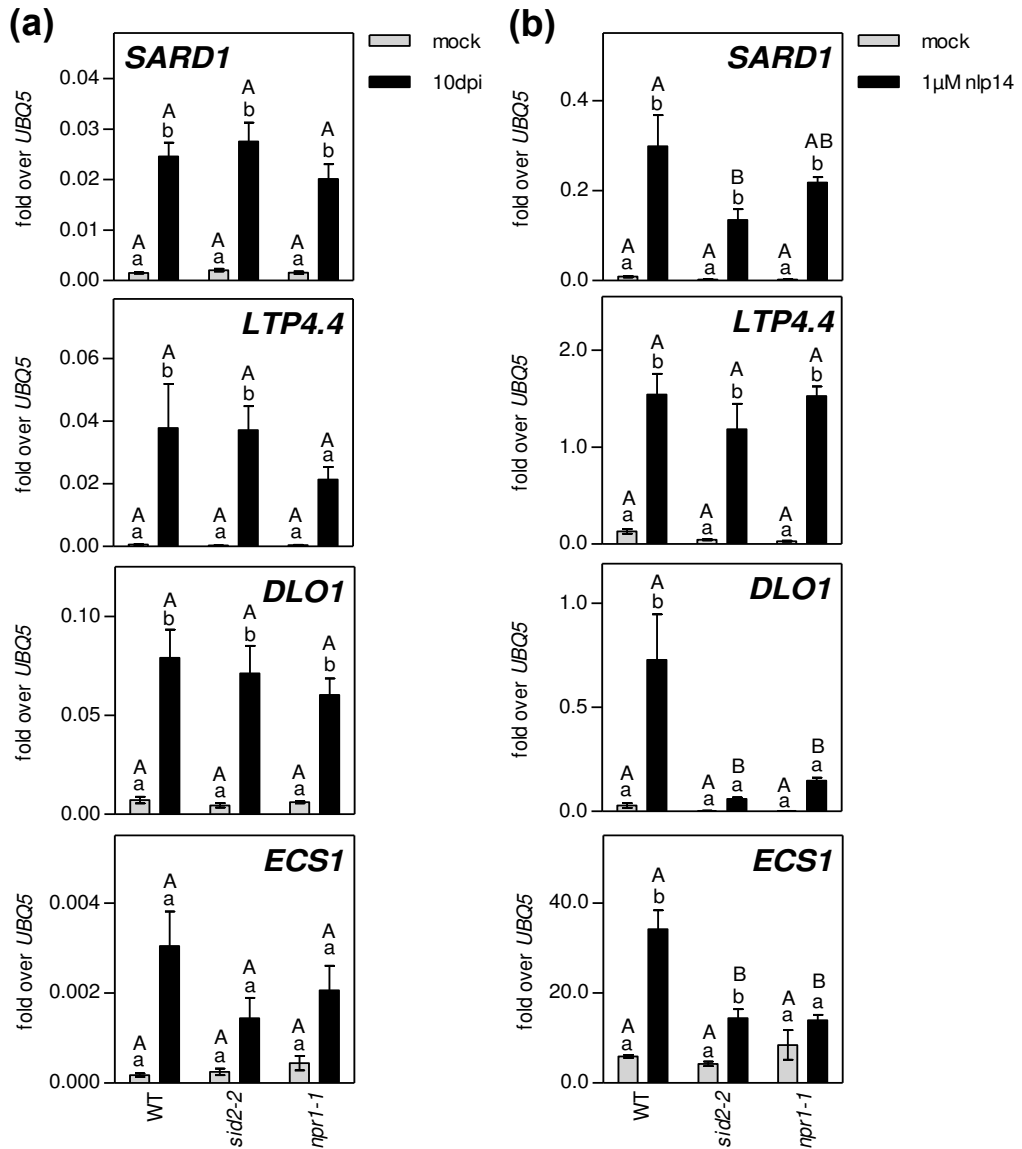 (a)
mock
10dpi
SARD1
fold over UBQ5
0.04
0.03
0.02
0.01
0.00
A A A A A A
a b a b a b
LTP4.4
fold over UBQ5
0.06
0.04
0.02
0.00
A A A A A A
a b a b a a
DLO1
fold over UBQ5
0.10
0.05
0.00
A A A A A A
a b a b a b
ECS1
fold over UBQ5
0.004
0.002
0.000
A A A A A A
a a a a a a
WT sid2-2 npr1-1
(b)
mock
1µM nlp14
SARD1
fold over UBQ5
0.4
0.2
0.0
A A A B A AB
a b a b a b
LTP4.4
fold over UBQ5
2.0
1.0
0.0
A A A A A A
a b a b a b
DLO1
fold over UBQ5
1.0
0.5
0.0
A A A B A B
a b a a a a
ECS1
fold over UBQ5
40.0
20.0
0.0
A A A B A B
a b a b a a
WT sid2-2 npr1-1